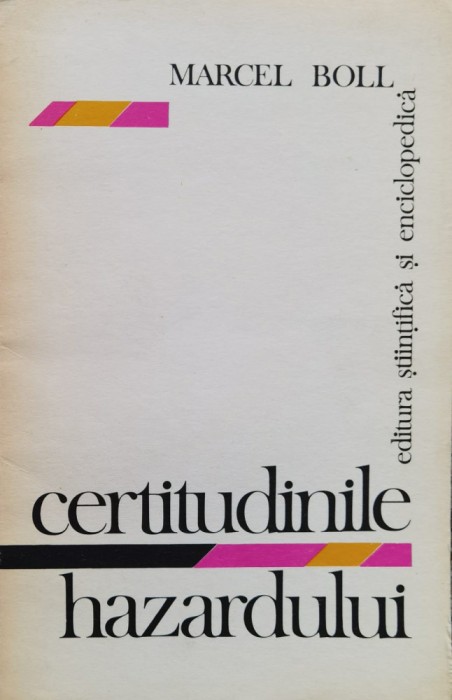 MARCEL BOLL
editura științifică și enciclopedică
certitudinile
hazardului